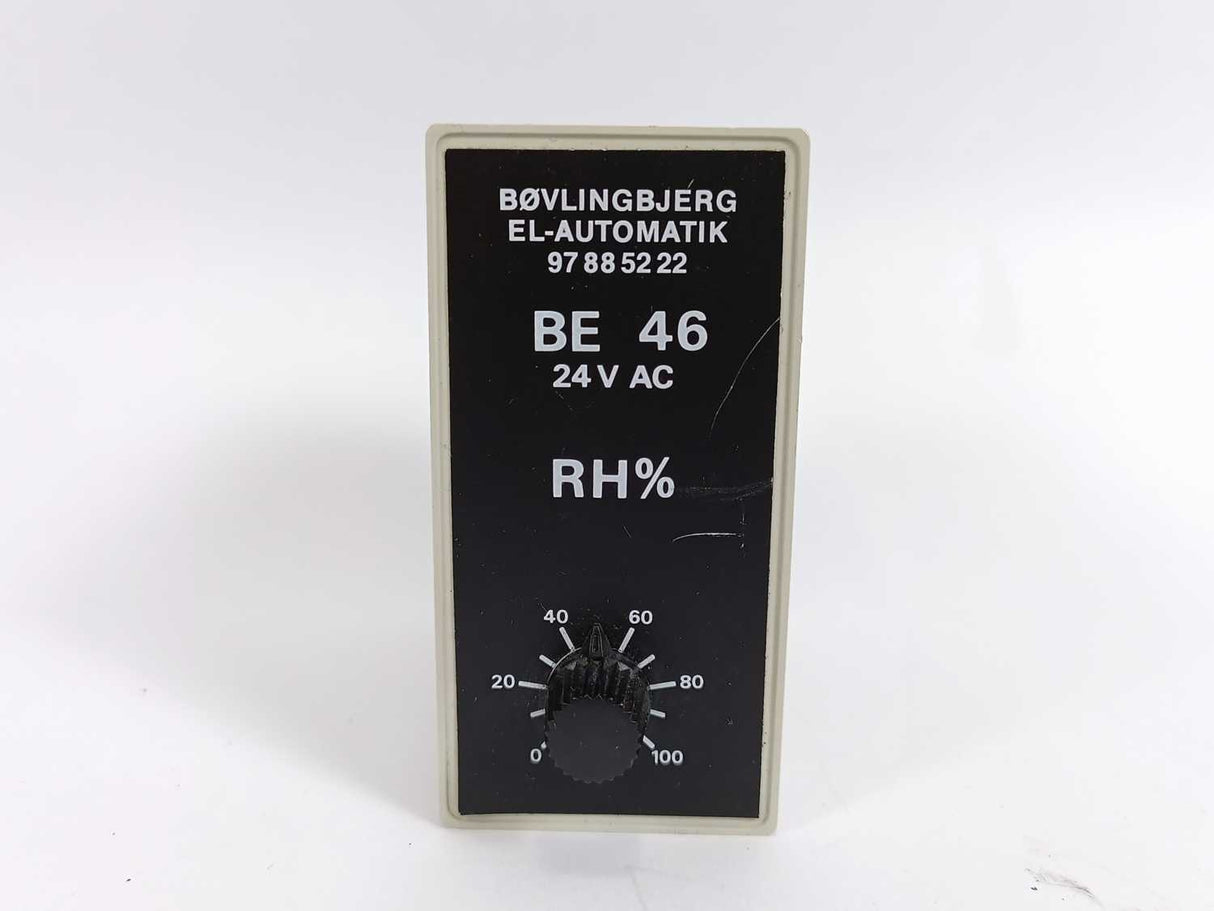 BØVLINGBJERG
EL-AUTOMATIK
97 88 52 22
BE 46
24 V AC
RH%
40 60
20 80
0 100